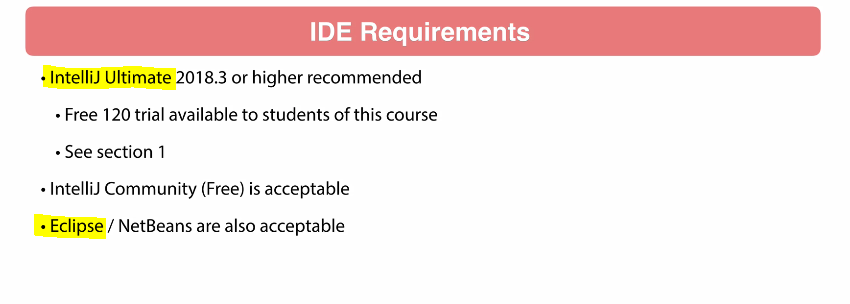 IDE Requirements
• IntelliJ Ultimate 2018.3 or higher recommended
• Free 120 trial available to students of this course
• See section 1
• IntelliJ Community (Free) is acceptable
• Eclipse / NetBeans are also acceptable